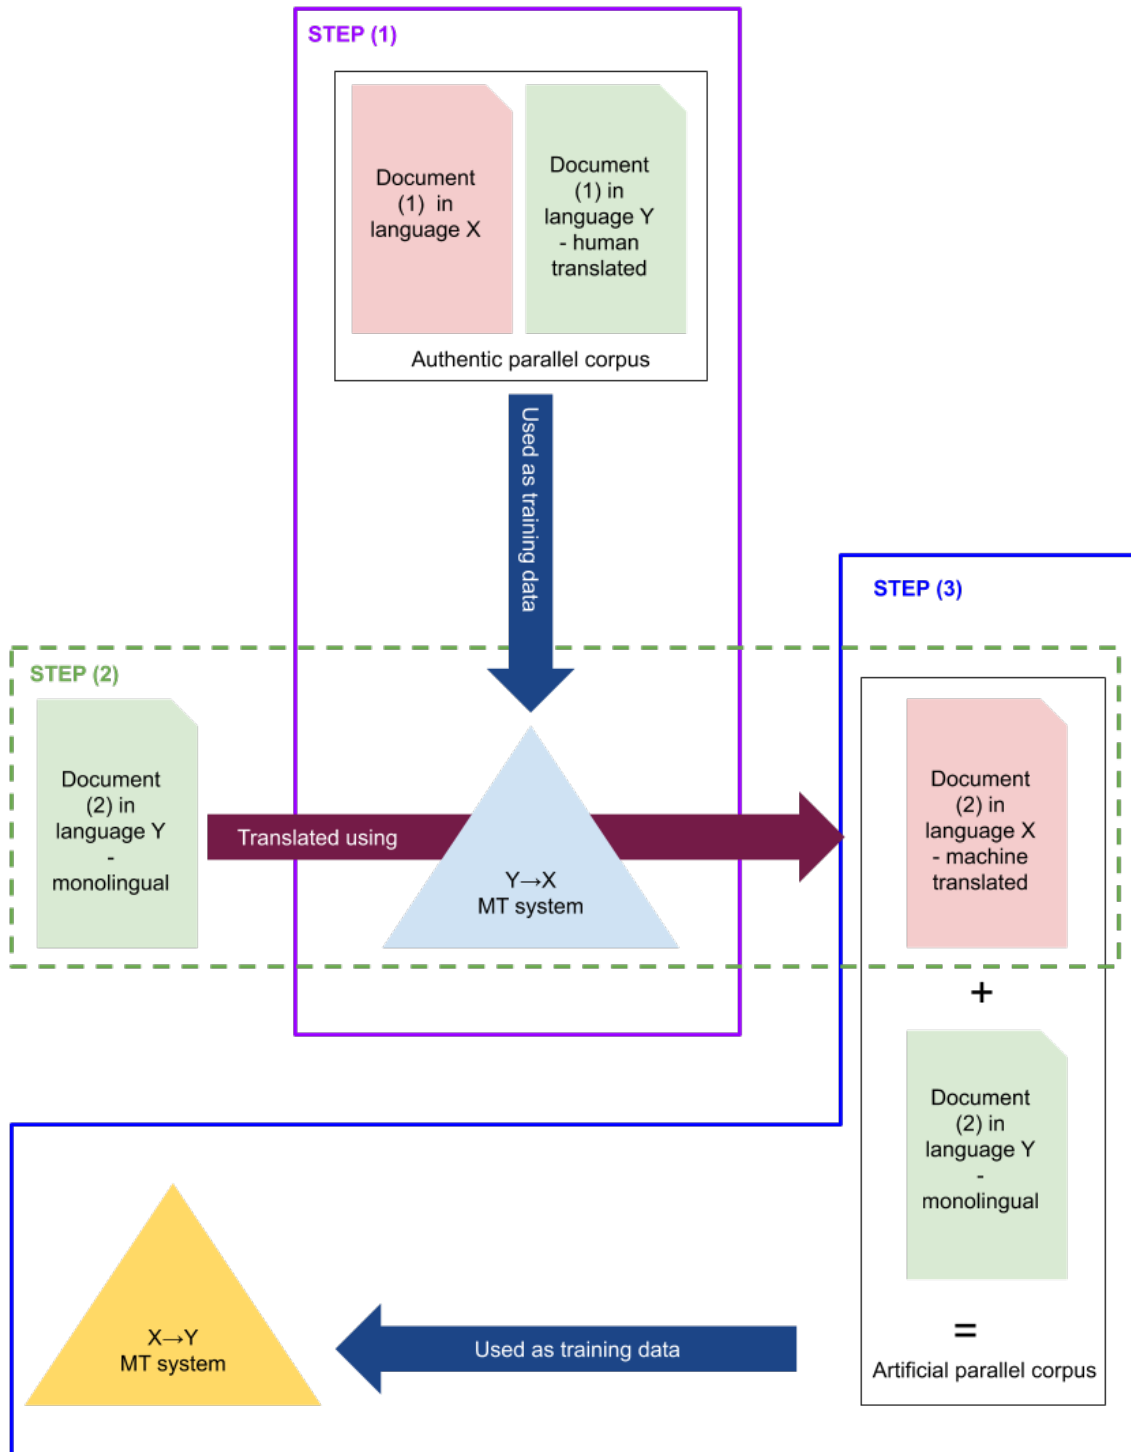 STEP (1)
Document
(1)  in
language X
Document
(1) in
language Y
- human
translated
Authentic parallel corpus
Used as training data
STEP (3)
STEP (2)
Document
(2) in
language Y
-
monolingual
Translated using
Y→X
MT system
Document
(2) in
language X
- machine
translated
+
Document
(2) in
language Y
-
monolingual
=
Artificial parallel corpus
Used as training data
X→Y
MT system